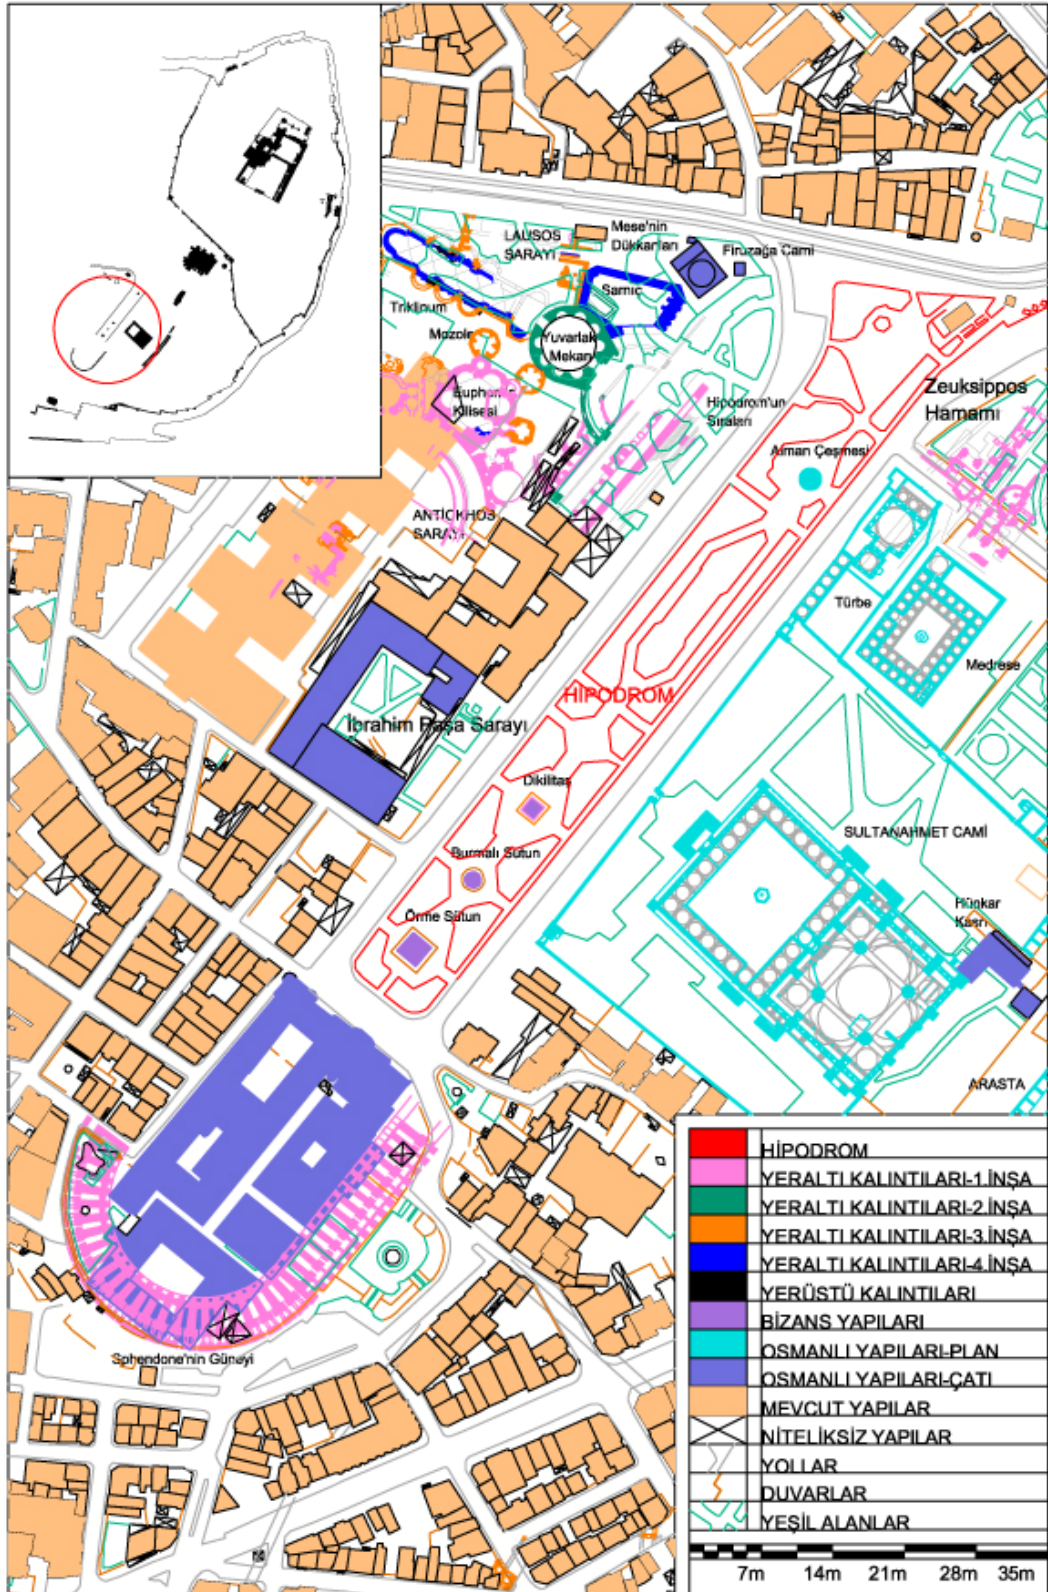 LAUSOS
SARAYI
Mese'nin
Dükkanları
Firuzağa Cami
Sarnıç
Triklinum
Mozole
Yuvarlak
Mekan
Kilisesi
Zeuksippos
Hamamı
Hipodrom'un
Sıraları
Alman Çeşmesi
ANTİOKHOS
SARAYI
Türbe
Medrese
HİPODROM
İbrahim Paşa Sarayı
Dikilitaş
SULTANAHMET CAMİ
Burmalı Sütun
Örme Sütun
Hünkar
Kasrı
ARASTA
Sphendone'nin Güneyi
HİPODROM
YERALTI KALINTILARI-1.İNŞA
YERALTI KALINTILARI-2.İNŞA
YERALTI KALINTILARI-3.İNŞA
YERALTI KALINTILARI-4.İNŞA
YERÜSTÜ KALINTILARI
BİZANS YAPILARI
OSMANLI YAPILARI-PLAN
OSMANLI YAPILARI-ÇATI
MEVCUT YAPILAR
NİTELİKSİZ YAPILAR
YOLLAR
DUVARLAR
YEŞİL ALANLAR
7m 14m 21m 28m 35m